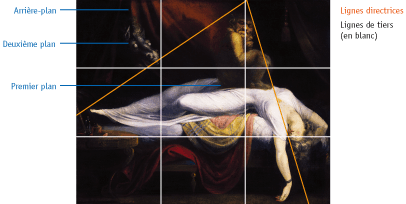 Arrière-plan
Deuxième plan
Premier plan
Lignes directrices
Lignes de tiers
(en blanc)